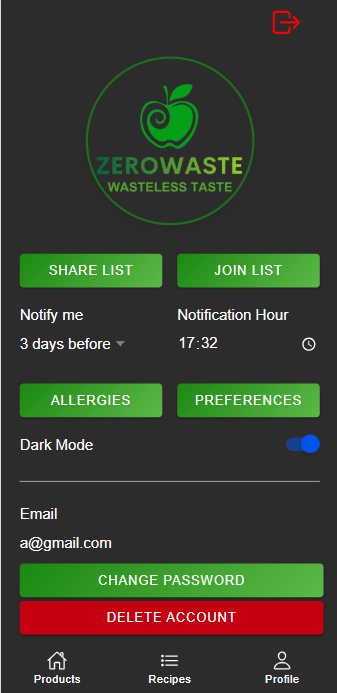 ZEROWASTE
WASTELESS TASTE
SHARE LIST JOIN LIST
Notify me Notification Hour
3 days before 17:32
ALLERGIES PREFERENCES
Dark Mode
Email
a@gmail.com
CHANGE PASSWORD
DELETE ACCOUNT
Products Recipes Profile